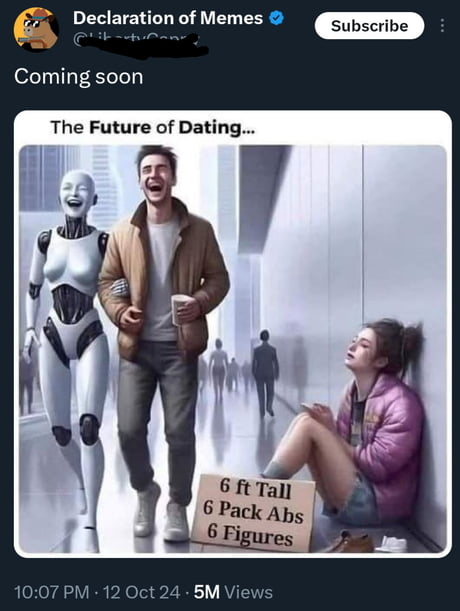 Declaration of Memes
Subscribe
Coming soon
The Future of Dating...
6 ft Tall
6 Pack Abs
6 Figures
10:07 PM · 12 Oct 24 · 5M Views